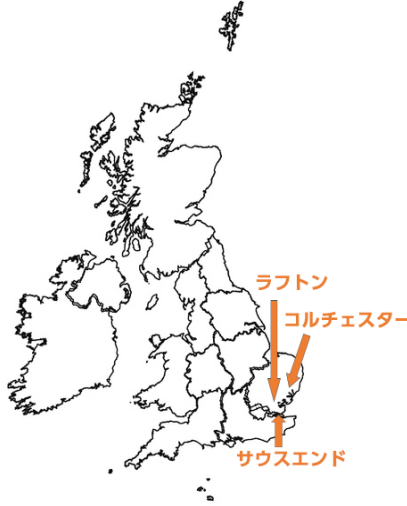 ラフトン
コルチェスター
サウスエンド